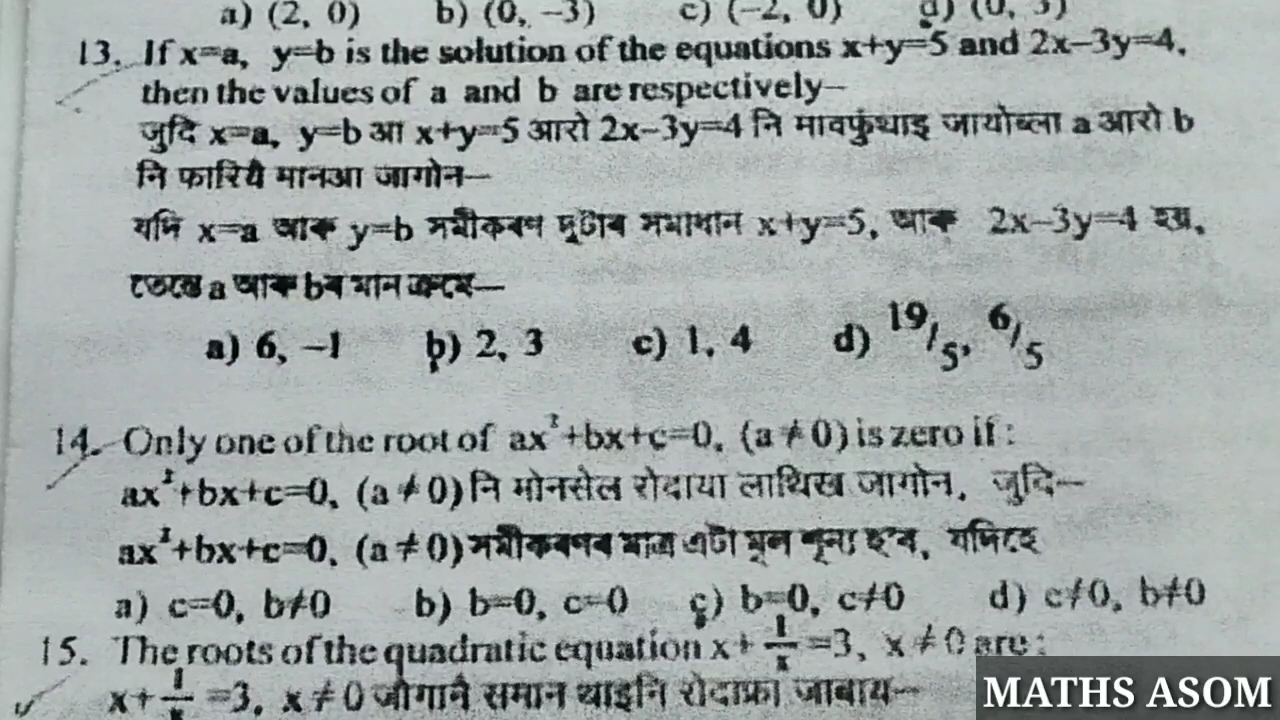 a) (2, 0) b) (0, −3) c) (−2, 0) d) (0, 3)
13. If x=a, y=b is the solution of the equations x+y=5 and 2x−3y=4,
then the values of a and b are respectively−
जुदि x=a, y=b आ x+y=5 आरो 2x−3y=4 नि मावफुंथाइ जायोब्ला a आरो b
नि फारियै मानआ जागोन−
যদি x=a আৰু y=b সমীকৰণ দুটাৰ সমাধান x+y=5, আৰু 2x−3y=4 হয়,
তেন্তে a আৰু bৰ মান ক্ৰমে−
a) 6, −1 b) 2, 3 c) 1, 4 d) 19/5, 6/5
14. Only one of the root of ax²+bx+c=0, (a ≠ 0) is zero if :
ax²+bx+c=0, (a ≠ 0) नि मोनसेल रोदाया लाथिख जागोन, जुदि−
ax²+bx+c=0, (a ≠ 0) সমীকৰণৰ মাত্ৰ এটা মূল শূন্য হ'ব, যদিহে
a) c=0, b≠0 b) b=0, c=0 c) b=0, c≠0 d) c≠0, b≠0
15. The roots of the quadratic equation x+ 1/x =3, x ≠ 0 are :
x+ 1/x =3, x ≠ 0 जोगानै समान थाइनि रोदाफ्रा जाबाय−
MATHS ASOM